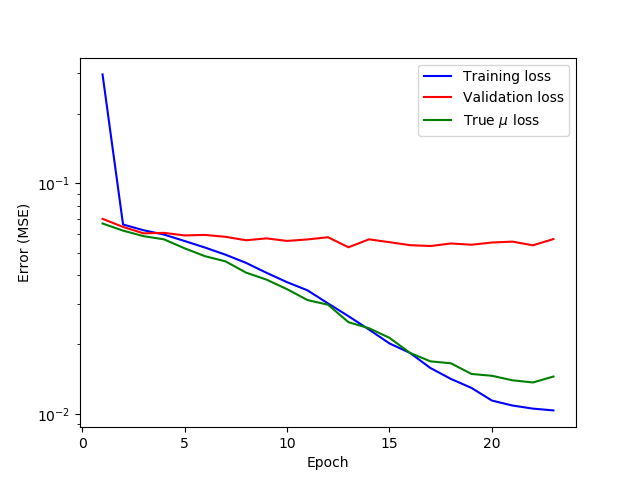 Training loss
Validation loss
True μ loss
10⁻¹
10⁻²
Error (MSE)
0 5 10 15 20
Epoch